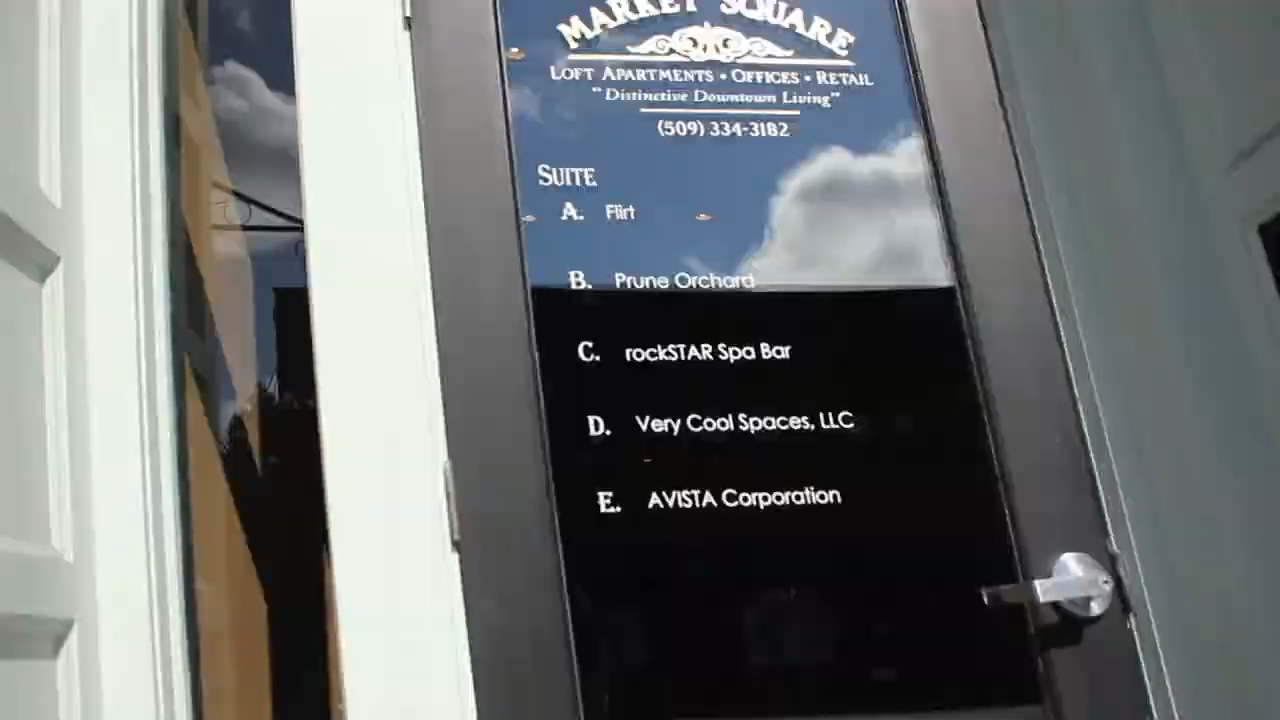 MARKET SQUARE
LOFT APARTMENTS • OFFICES • RETAIL
"Distinctive Downtown Living"
(509) 334-3182
SUITE
A. Flirt
B. Prune Orchard
C. rockSTAR Spa Bar
D. Very Cool Spaces, LLC
E. AVISTA Corporation